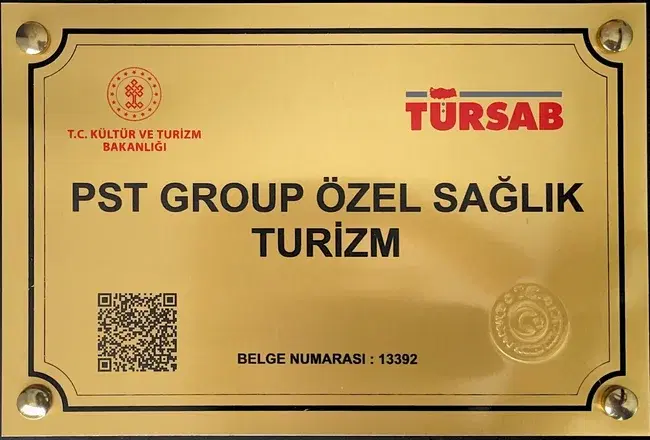 T.C. KÜLTÜR VE TURİZM
BAKANLIĞI
TÜRSAB
PST GROUP ÖZEL SAĞLIK
TURİZM
BELGE NUMARASI : 13392